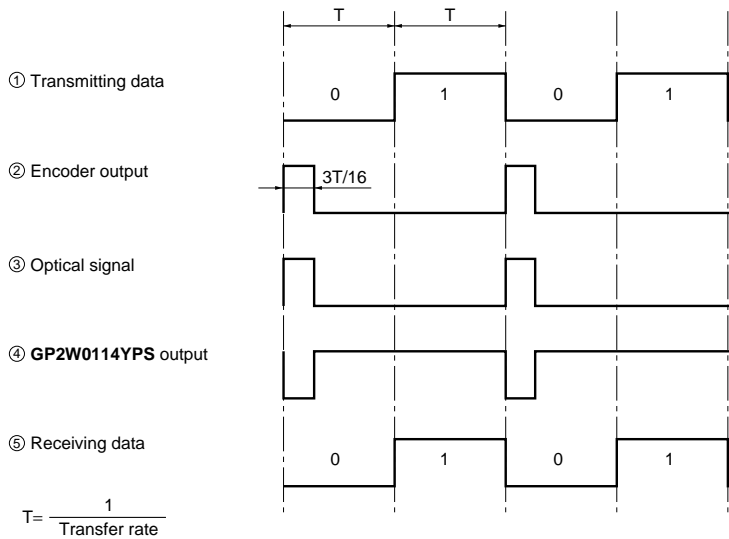 T T
① Transmitting data
0 1 0 1
② Encoder output
3T/16
③ Optical signal
④ GP2W0114YPS output
⑤ Receiving data
0 1 0 1
T= 1
Transfer rate